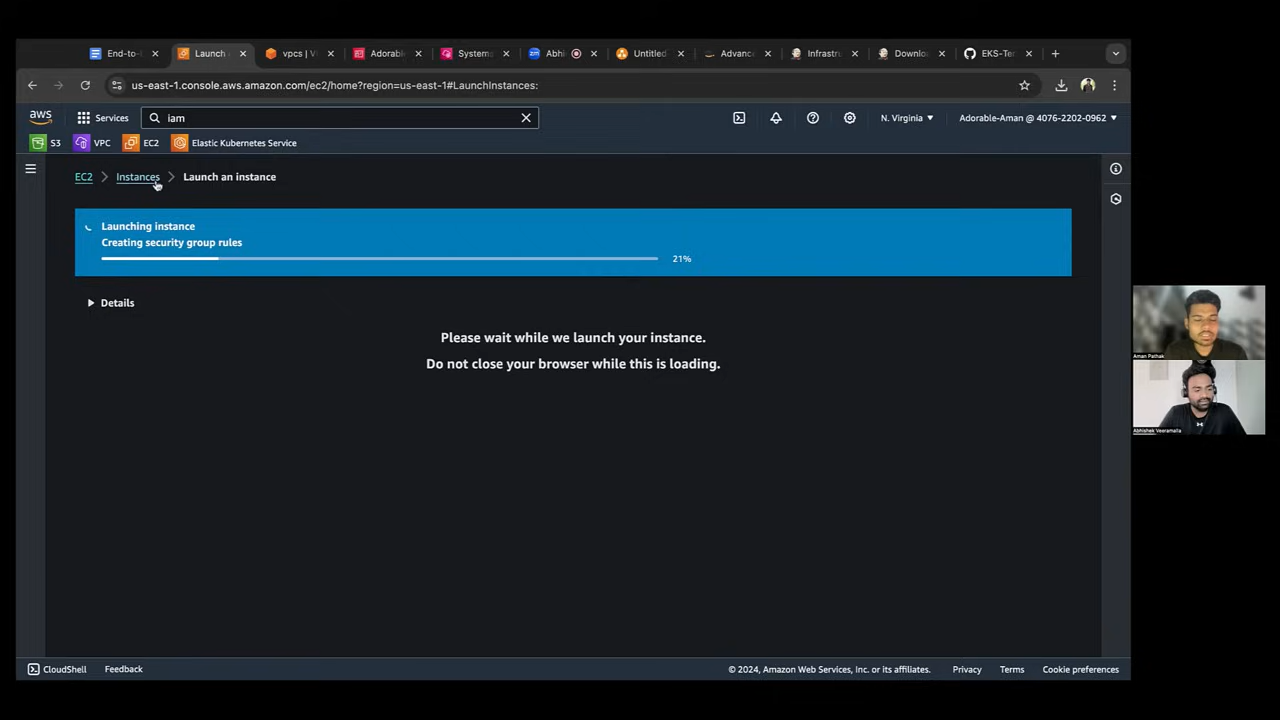 End-to-
Launch
vpcs | V
Adorabl
System
Abhi
Untitled
Advanc
Infrastru
Downlo
EKS-Ter
us-east-1.console.aws.amazon.com/ec2/home?region=us-east-1#LaunchInstances:
aws
Services
iam
N. Virginia
Adorable-Aman @ 4076-2202-0962
S3
VPC
EC2
Elastic Kubernetes Service
EC2
Instances
Launch an instance
Launching instance
Creating security group rules
21%
Details
Please wait while we launch your instance.
Do not close your browser while this is loading.
Aman Pathak
Abhishek Veeramalla
CloudShell
Feedback
© 2024, Amazon Web Services, Inc. or its affiliates.
Privacy
Terms
Cookie preferences